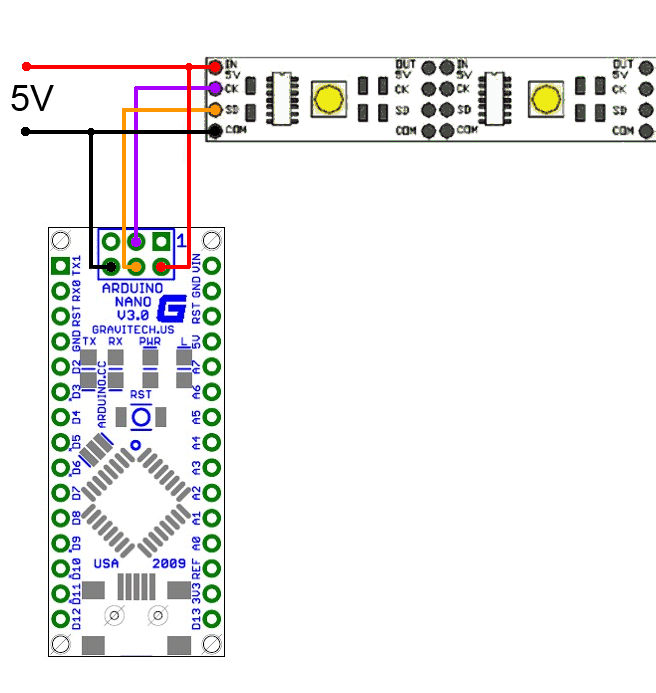 5V
IN
5V
CK
SD
COM
OUT
5V
CK
SD
COM
IN
5V
CK
SD
COM
OUT
5V
CK
SD
COM
1
ARDUINO
NANO
V3.0
G
GRAVITECH.US
TX RX PWR L
RST
ARDUINO.CC
TX1
RX0
RST
GND
D2
D3
D4
D5
D6
D7
D8
D9
D10
D11
D12
VIN
GND
RST
5V
A7
A6
A5
A4
A3
A2
A1
A0
REF
3V3
D13
USA 2009